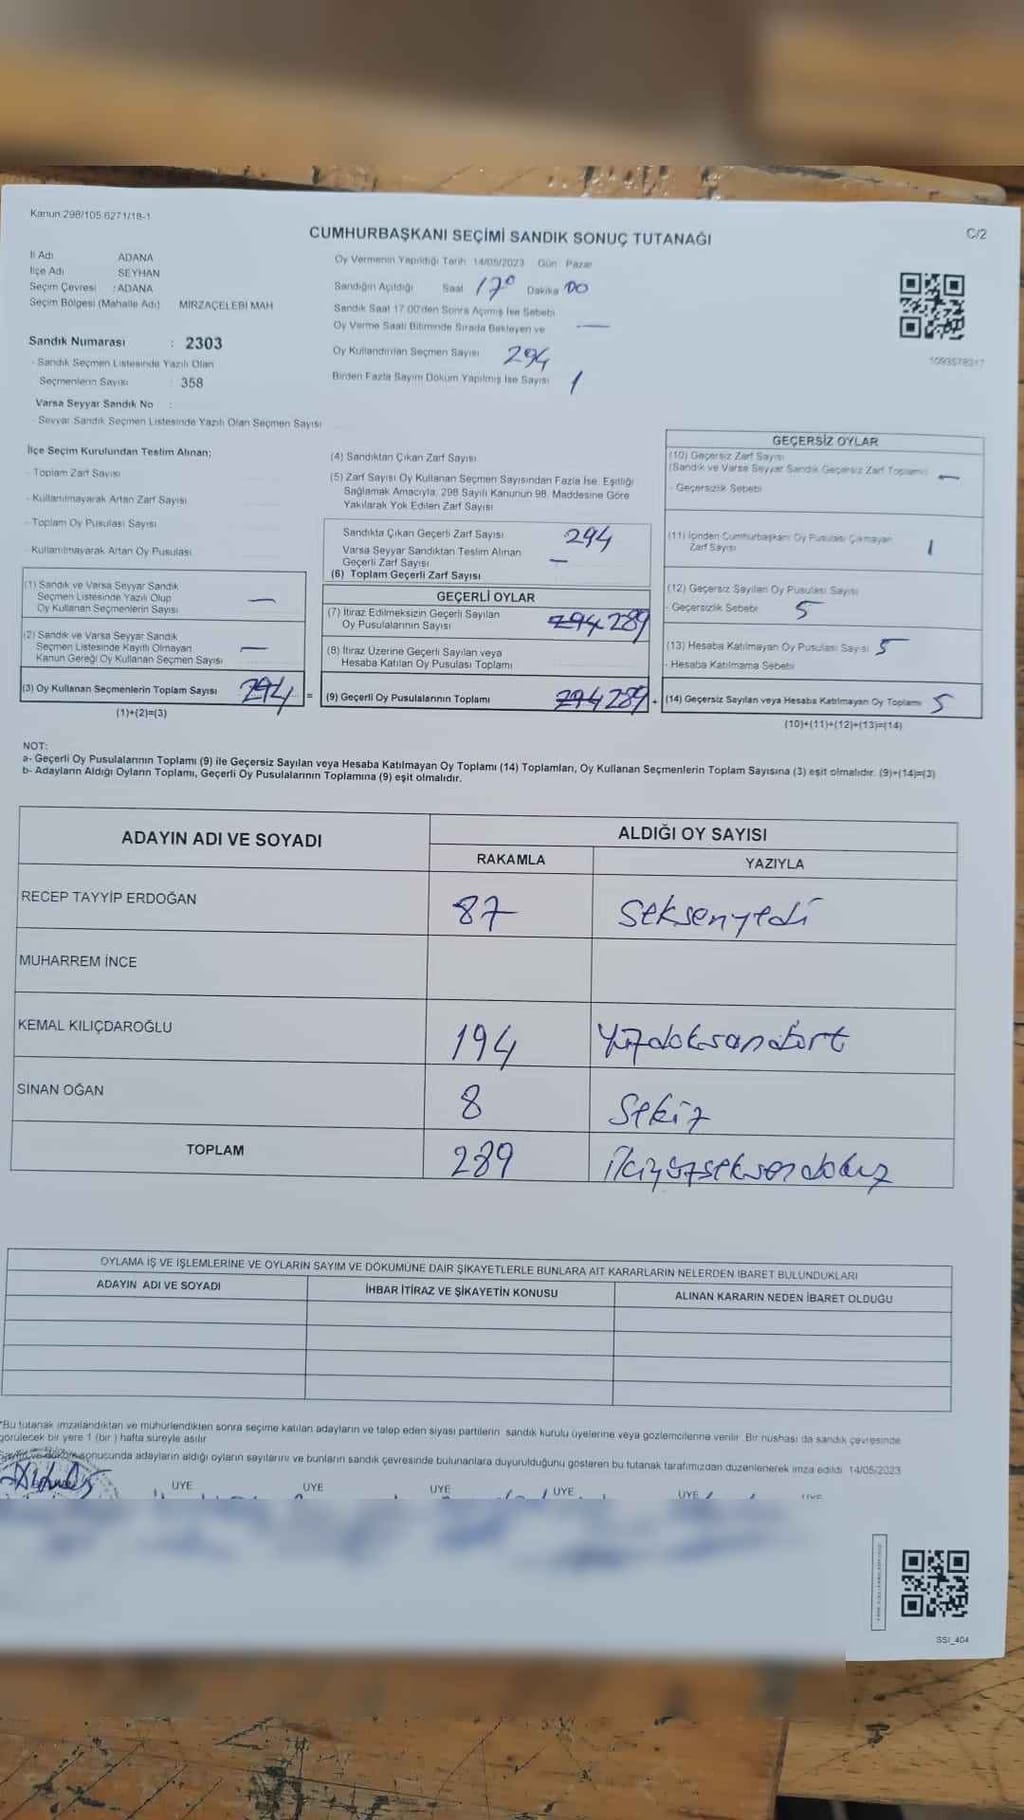 Kanun 298/105 6271/18-1
C/2
CUMHURBAŞKANI SEÇİMİ SANDIK SONUÇ TUTANAĞI
İl Adı ADANA
İlçe Adı SEYHAN
Seçim Çevresi : ADANA
Seçim Bölgesi (Mahalle Adı) MİRZAÇELEBİ MAH
Sandık Numarası : 2303
- Sandık Seçmen Listesinde Yazılı Olan
Seçmenlerin Sayısı : 358
Varsa Seyyar Sandık No :
- Seyyar Sandık Seçmen Listesinde Yazılı Olan Seçmen Sayısı
Oy Vermenin Yapıldığı Tarih 14/05/2023 Gün Pazar
Sandığın Açıldığı Saat 17⁰ Dakika 00
Sandık Saat 17.00'den Sonra Açılmış İse Sebebi
Oy Verme Saati Bitiminde Sırada Bekleyen ve —
Oy Kullandırılan Seçmen Sayısı 294
Birden Fazla Sayım Döküm Yapılmış İse Sayısı 1
1093578317
İlçe Seçim Kurulundan Teslim Alınan;
- Toplam Zarf Sayısı
- Kullanılmayarak Artan Zarf Sayısı
- Toplam Oy Pusulası Sayısı
- Kullanılmayarak Artan Oy Pusulası
(1) Sandık ve Varsa Seyyar Sandık
Seçmen Listesinde Yazılı Olup
Oy Kullanan Seçmenlerin Sayısı —
(2) Sandık ve Varsa Seyyar Sandık
Seçmen Listesinde Kayıtlı Olmayan
Kanun Gereği Oy Kullanan Seçmen Sayısı —
(3) Oy Kullanan Seçmenlerin Toplam Sayısı 294 =
(1)+(2)=(3)
(4) Sandıktan Çıkan Zarf Sayısı
(5) Zarf Sayısı Oy Kullanan Seçmen Sayısından Fazla İse, Eşitliği
Sağlamak Amacıyla, 298 Sayılı Kanunun 98. Maddesine Göre
Yakılarak Yok Edilen Zarf Sayısı
Sandıkta Çıkan Geçerli Zarf Sayısı 294
Varsa Seyyar Sandıktan Teslim Alınan
Geçerli Zarf Sayısı —
(6) Toplam Geçerli Zarf Sayısı
GEÇERLİ OYLAR
(7) İtiraz Edilmeksizin Geçerli Sayılan
Oy Pusulalarının Sayısı 294 289
(8) İtiraz Üzerine Geçerli Sayılan veya
Hesaba Katılan Oy Pusulası Toplamı
(9) Geçerli Oy Pusulalarının Toplamı 294 289 +
GEÇERSİZ OYLAR
(10) Geçersiz Zarf Sayısı
(Sandık ve Varsa Seyyar Sandık Geçersiz Zarf Toplamı) —
- Geçersizlik Sebebi
(11) İçinden Cumhurbaşkanı Oy Pusulası Çıkmayan
Zarf Sayısı 1
(12) Geçersiz Sayılan Oy Pusulası Sayısı
- Geçersizlik Sebebi 5
(13) Hesaba Katılmayan Oy Pusulası Sayısı 5
- Hesaba Katılmama Sebebi
(14) Geçersiz Sayılan veya Hesaba Katılmayan Oy Toplamı 5
(10)+(11)+(12)+(13)=(14)
NOT:
a- Geçerli Oy Pusulalarının Toplamı (9) ile Geçersiz Sayılan veya Hesaba Katılmayan Oy Toplamı (14) Toplamları, Oy Kullanan Seçmenlerin Toplam Sayısına (3) eşit olmalıdır. (9)+(14)=(3)
b- Adayların Aldığı Oyların Toplamı, Geçerli Oy Pusulalarının Toplamına (9) eşit olmalıdır.
ADAYIN ADI VE SOYADI
ALDIĞI OY SAYISI
RAKAMLA YAZIYLA
RECEP TAYYİP ERDOĞAN 87 seksenyedi
MUHARREM İNCE
KEMAL KILIÇDAROĞLU 194 Yüzdoksandört
SİNAN OĞAN 8 Sekiz
TOPLAM 289 ikiyüzseksendokuz
OYLAMA İŞ VE İŞLEMLERİNE VE OYLARIN SAYIM VE DÖKÜMÜNE DAİR ŞİKAYETLERLE BUNLARA AİT KARARLARIN NELERDEN İBARET BULUNDUKLARI
ADAYIN ADI VE SOYADI İHBAR İTİRAZ VE ŞİKAYETİN KONUSU ALINAN KARARIN NEDEN İBARET OLDUĞU
*Bu tutanak imzalandıktan ve mühürlendikten sonra seçime katılan adayların ve talep eden siyasi partilerin sandık kurulu üyelerine veya gözlemcilerine verilir. Bir nüshası da sandık çevresinde
görülecek bir yere 1 (bir) hafta süreyle asılır
Sayım ve döküm sonucunda adayların aldığı oyların sayılarını ve bunların sandık çevresinde bulunanlara duyurulduğunu gösteren bu tutanak tarafımızdan düzenlenerek imza edildi. 14/05/2023
ÜYE ÜYE ÜYE ÜYE ÜYE ÜYE
SSI_404